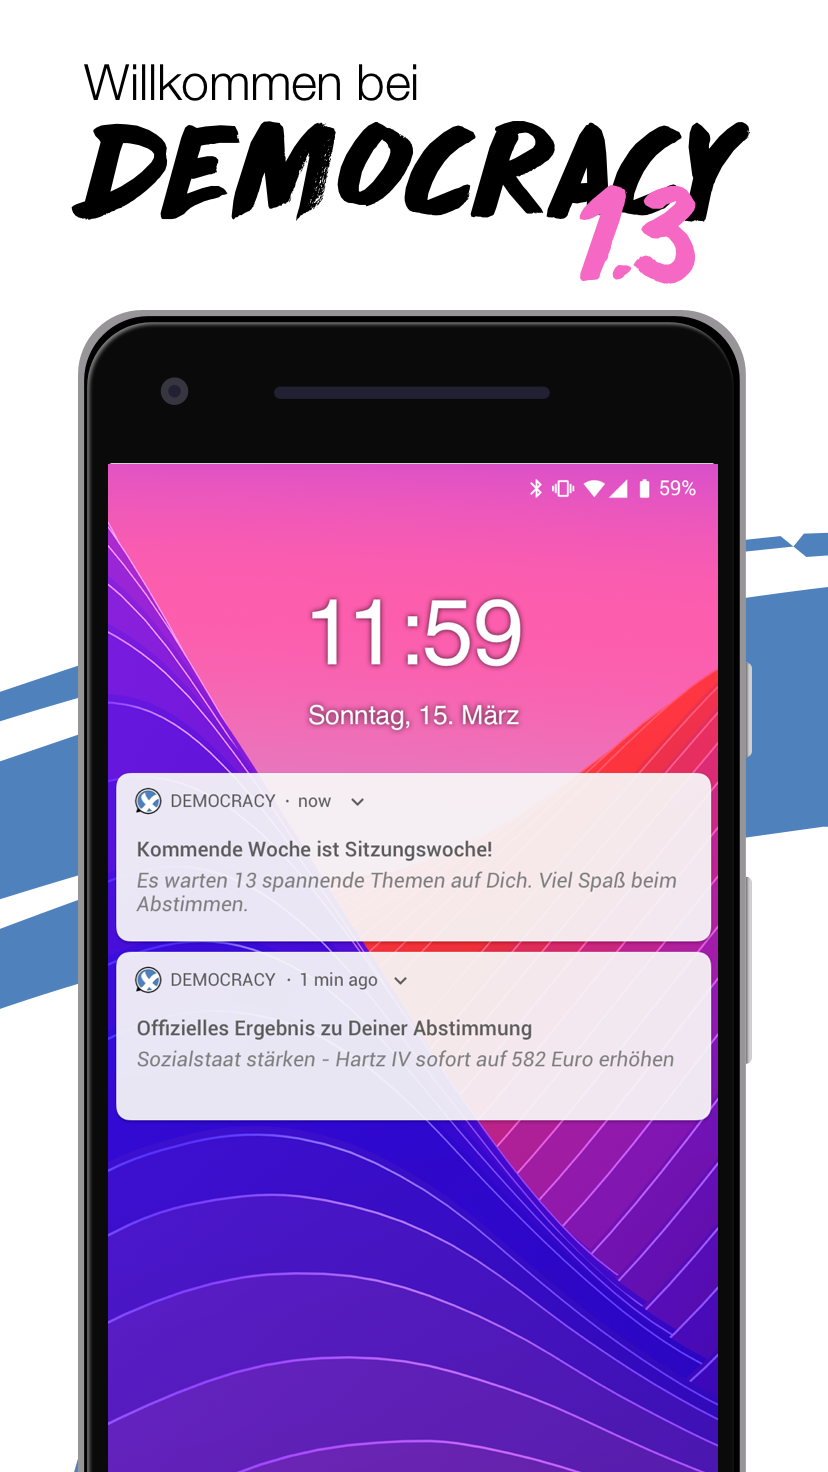 Willkommen bei
DEMOCRACY
1.3
59%
11:59
Sonntag, 15. März
DEMOCRACY · now
Kommende Woche ist Sitzungswoche!
Es warten 13 spannende Themen auf Dich. Viel Spaß beim
Abstimmen.
DEMOCRACY · 1 min ago
Offizielles Ergebnis zu Deiner Abstimmung
Sozialstaat stärken - Hartz IV sofort auf 582 Euro erhöhen